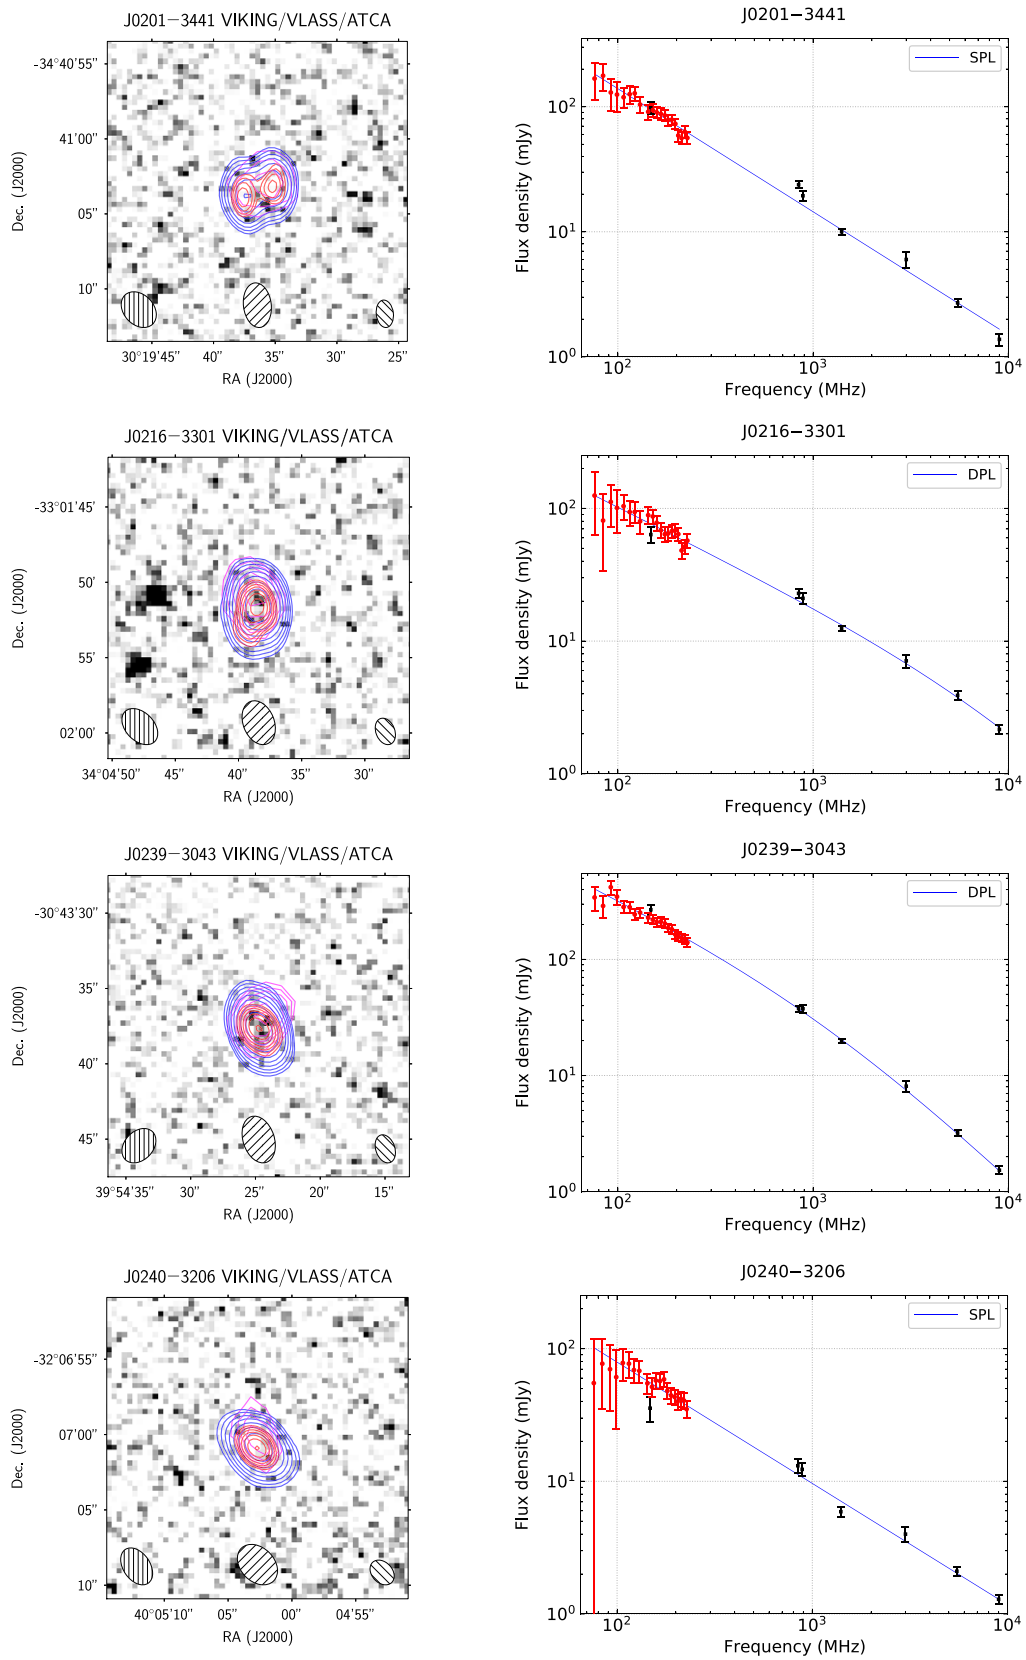 J0201−3441 VIKING/VLASS/ATCA
-34°40'55"
41'00"
05"
10"
Dec. (J2000)
30°19'45"
40"
35"
30"
25"
RA (J2000)
J0201−3441
SPL
10²
10¹
10⁰
Flux density (mJy)
10²
10³
10⁴
Frequency (MHz)
J0216−3301 VIKING/VLASS/ATCA
-33°01'45"
50'
55'
02'00'
Dec. (J2000)
34°04'50"
45"
40"
35"
30"
RA (J2000)
J0216−3301
DPL
10²
10¹
10⁰
Flux density (mJy)
10²
10³
10⁴
Frequency (MHz)
J0239−3043 VIKING/VLASS/ATCA
-30°43'30"
35"
40"
45"
Dec. (J2000)
39°54'35"
30"
25"
20"
15"
RA (J2000)
J0239−3043
DPL
10²
10¹
10⁰
Flux density (mJy)
10²
10³
10⁴
Frequency (MHz)
J0240−3206 VIKING/VLASS/ATCA
-32°06'55"
07'00"
05"
10"
Dec. (J2000)
40°05'10"
05"
00"
04'55"
RA (J2000)
J0240−3206
SPL
10²
10¹
10⁰
Flux density (mJy)
10²
10³
10⁴
Frequency (MHz)